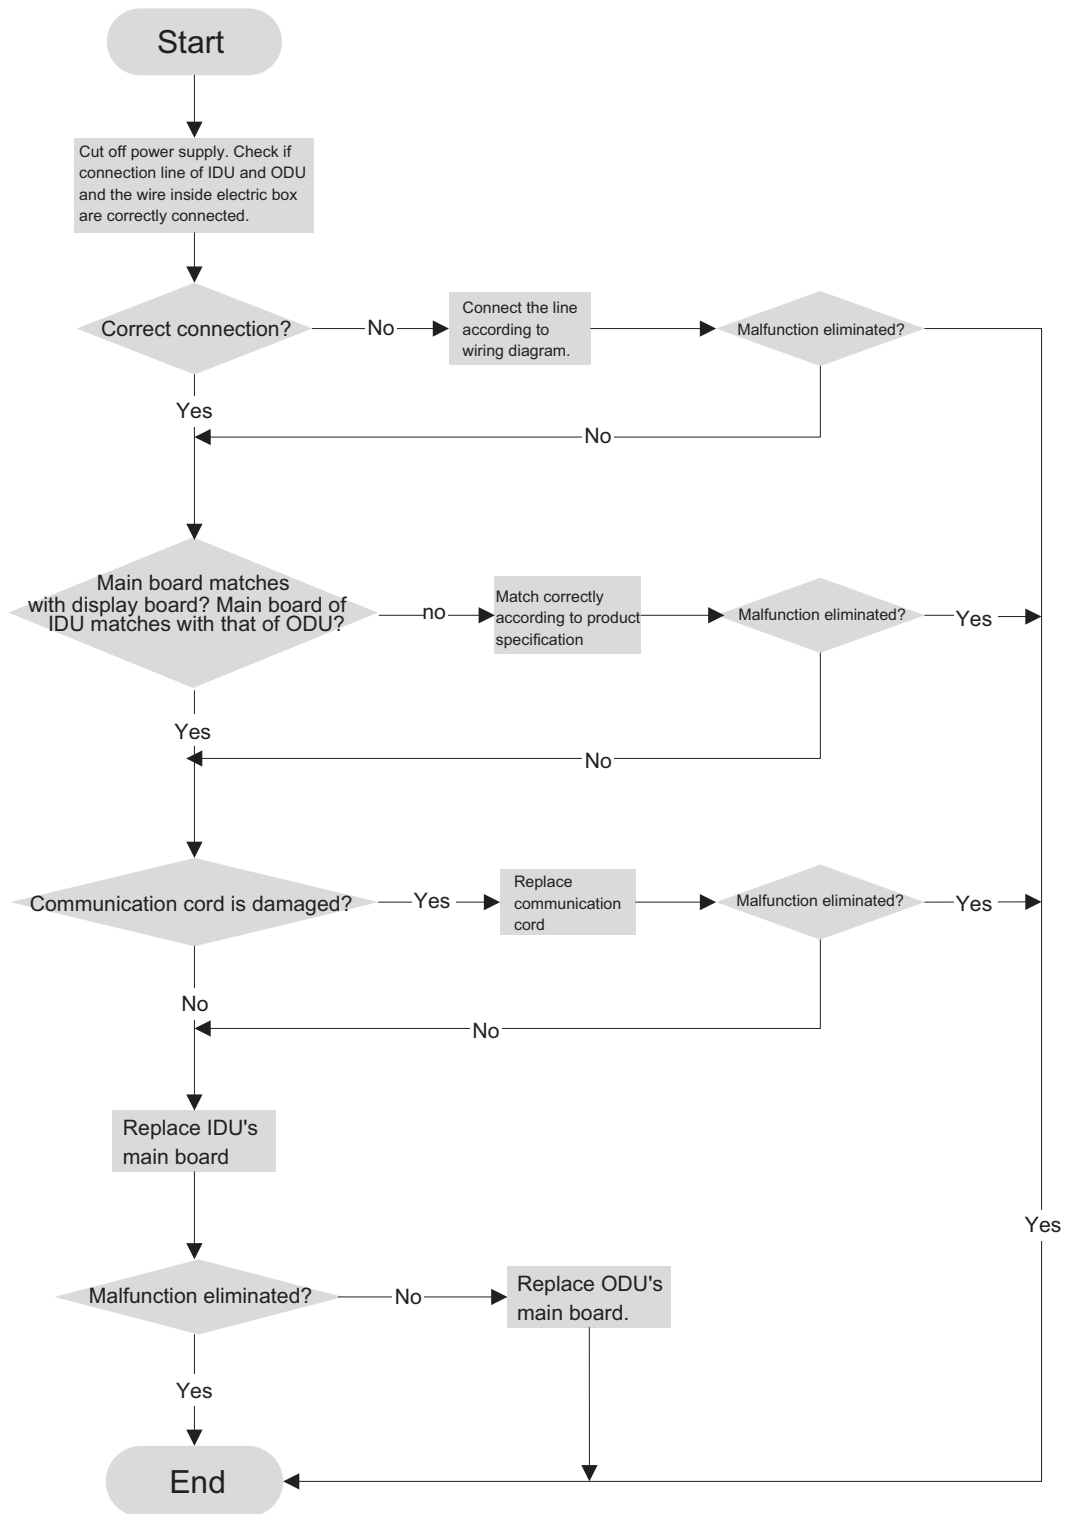 Start
Cut off power supply. Check if
connection line of IDU and ODU
and the wire inside electric box
are correctly connected.
Correct connection?
No
Connect the line
according to
wiring diagram.
Malfunction eliminated?
Yes
No
Main board matches
with display board? Main board of
IDU matches with that of ODU?
no
Match correctly
according to product
specification
Malfunction eliminated?
Yes
Yes
No
Communication cord is damaged?
Yes
Replace
communication
cord
Malfunction eliminated?
Yes
No
No
Replace IDU's
main board
Yes
Malfunction eliminated?
No
Replace ODU's
main board.
Yes
End